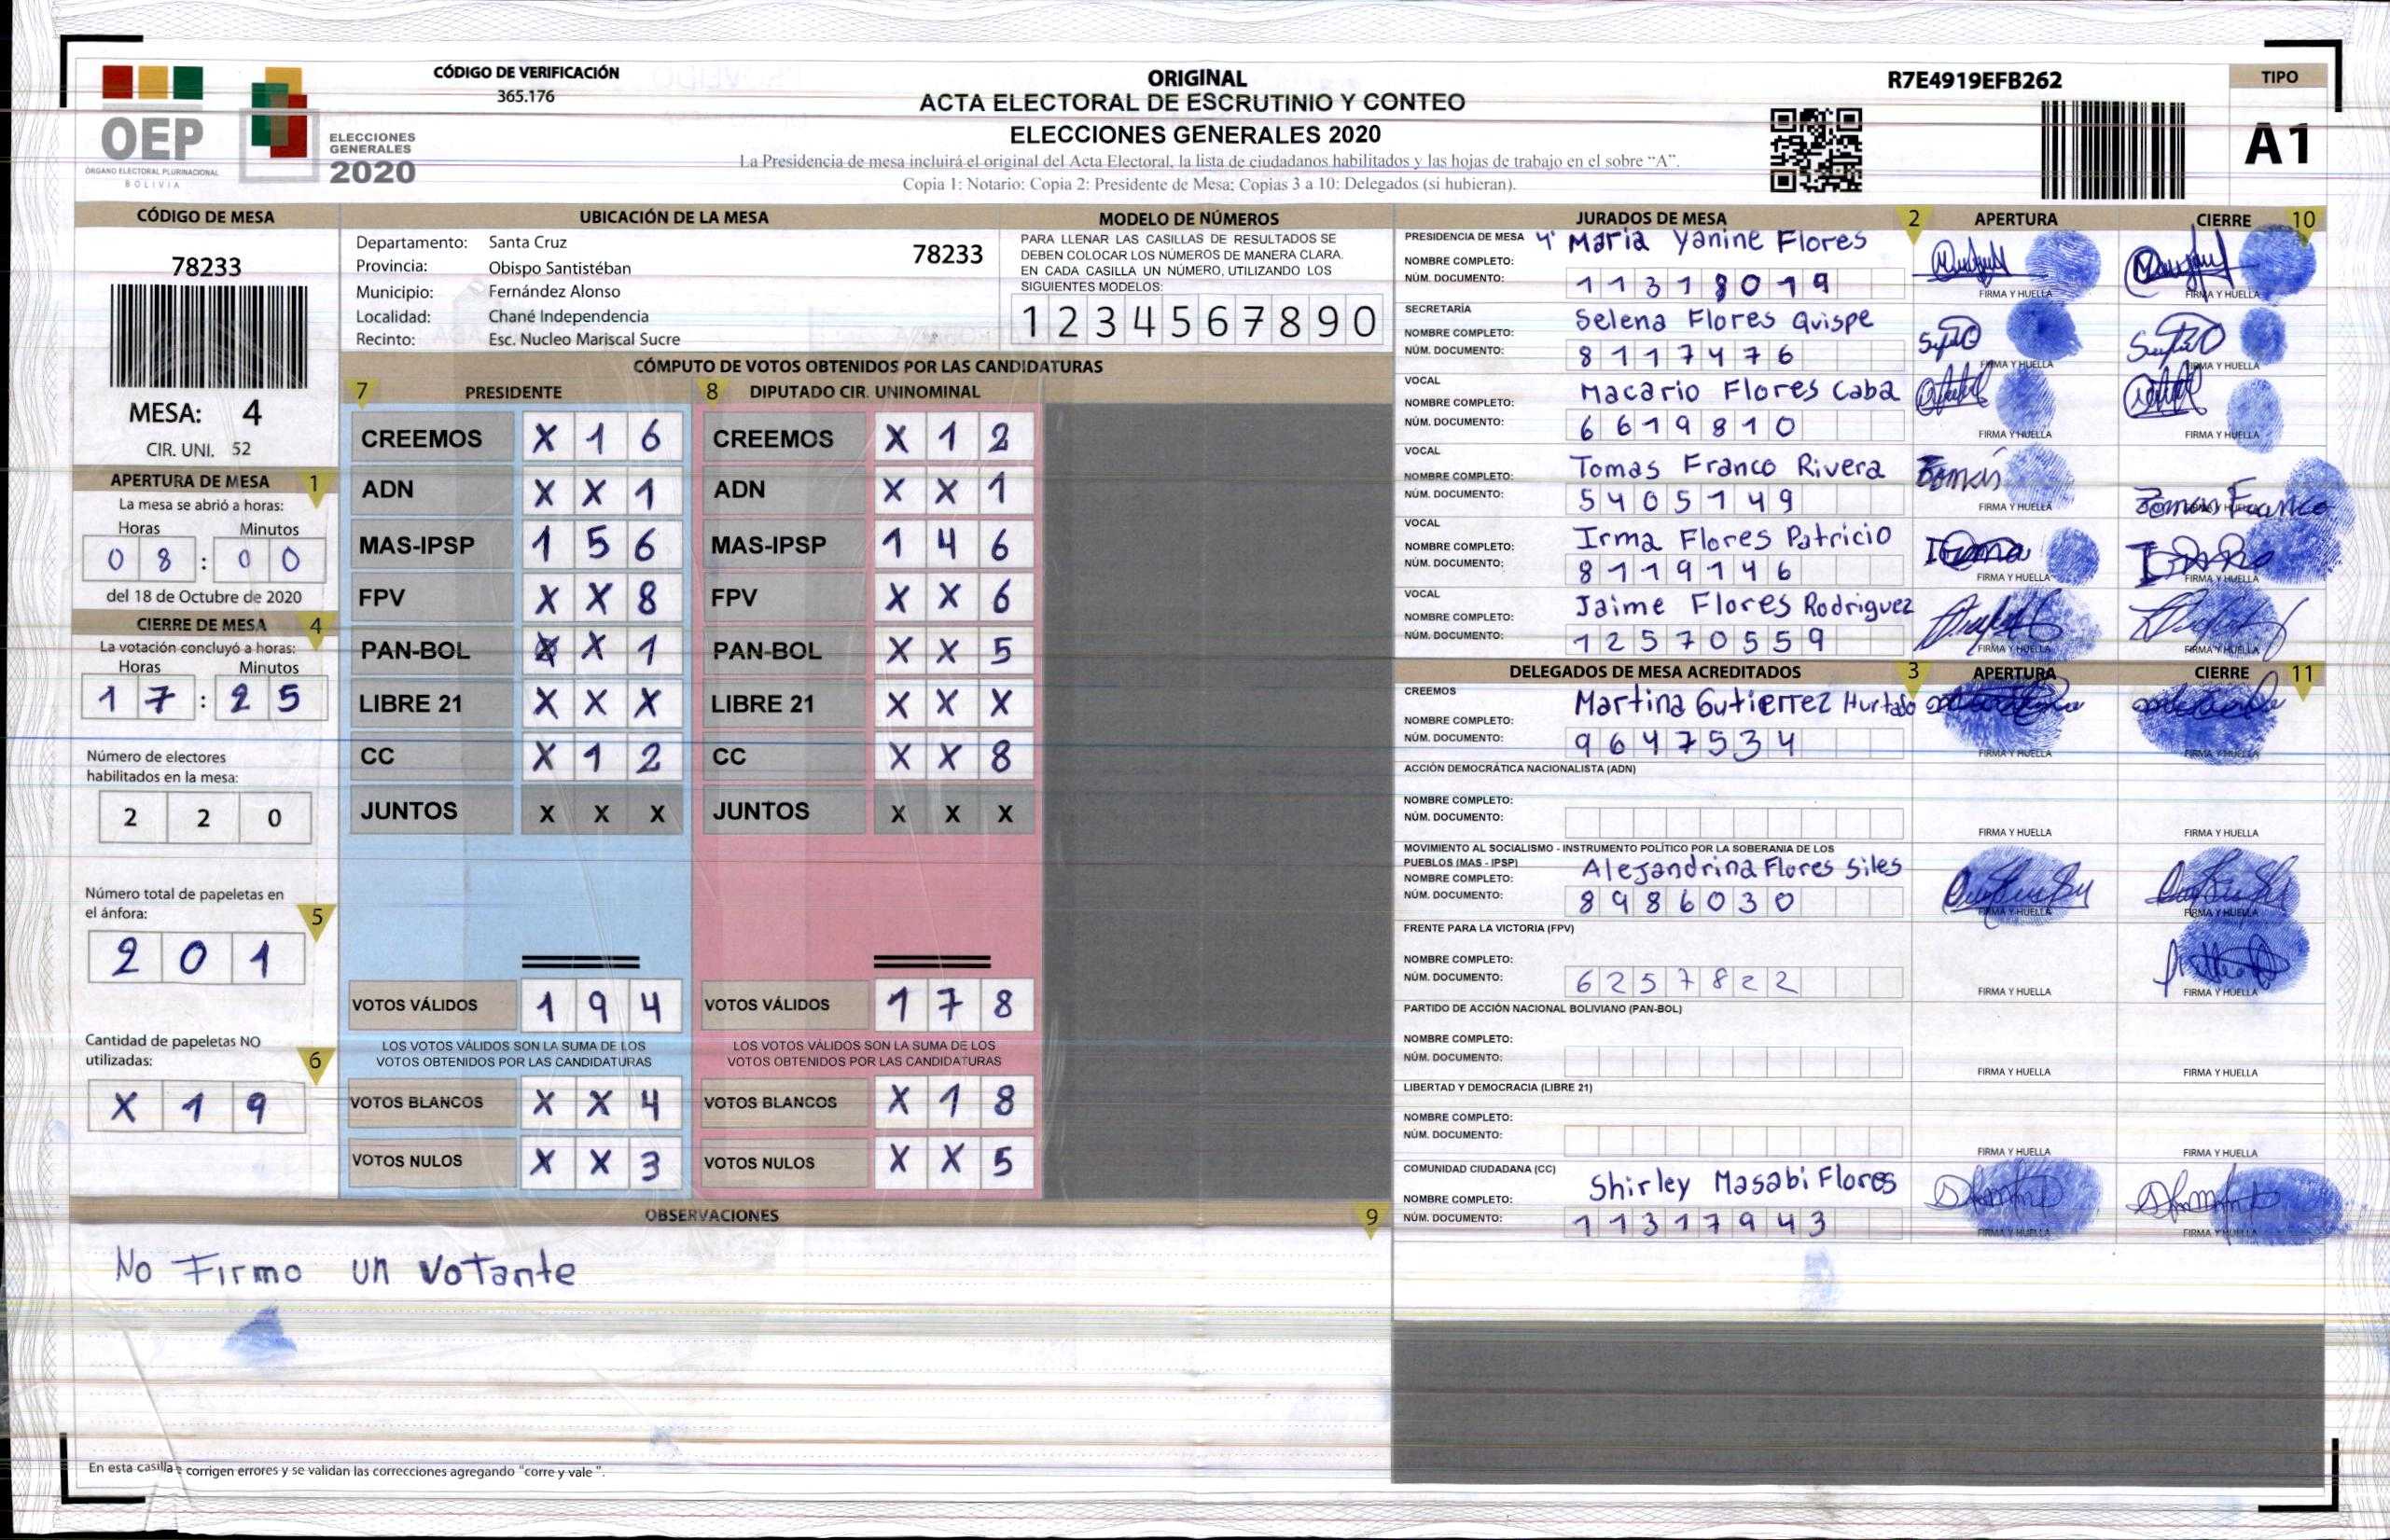 CÓDIGO DE VERIFICACIÓN
365.176
OEP
ÓRGANO ELECTORAL PLURINACIONAL
BOLIVIA
ELECCIONES
GENERALES
2020
ORIGINAL
ACTA ELECTORAL DE ESCRUTINIO Y CONTEO
ELECCIONES GENERALES 2020
La Presidencia de mesa incluirá el original del Acta Electoral, la lista de ciudadanos habilitados y las hojas de trabajo en el sobre “A”.
Copia 1: Notario: Copia 2: Presidente de Mesa; Copias 3 a 10: Delegados (si hubieran).
R7E4919EFB262
TIPO
A1
CÓDIGO DE MESA
78233
MESA: 4
CIR. UNI. 52
APERTURA DE MESA 1
La mesa se abrió a horas:
Horas Minutos
0 8 : 0 0
del 18 de Octubre de 2020
CIERRE DE MESA 4
La votación concluyó a horas:
Horas Minutos
1 7 : 2 5
Número de electores
habilitados en la mesa:
2 2 0
Número total de papeletas en
el ánfora: 5
2 0 1
Cantidad de papeletas NO
utilizadas: 6
X 1 9
UBICACIÓN DE LA MESA
Departamento: Santa Cruz 78233
Provincia: Obispo Santistéban
Municipio: Fernández Alonso
Localidad: Chané Independencia
Recinto: Esc. Nucleo Mariscal Sucre
MODELO DE NÚMEROS
PARA LLENAR LAS CASILLAS DE RESULTADOS SE
DEBEN COLOCAR LOS NÚMEROS DE MANERA CLARA.
EN CADA CASILLA UN NÚMERO, UTILIZANDO LOS
SIGUIENTES MODELOS:
1 2 3 4 5 6 7 8 9 0
CÓMPUTO DE VOTOS OBTENIDOS POR LAS CANDIDATURAS
7 PRESIDENTE 8 DIPUTADO CIR. UNINOMINAL
CREEMOS X 1 6 CREEMOS X 1 2
ADN X X 1 ADN X X 1
MAS-IPSP 1 5 6 MAS-IPSP 1 4 6
FPV X X 8 FPV X X 6
PAN-BOL X X 1 PAN-BOL X X 5
LIBRE 21 X X X LIBRE 21 X X X
CC X 1 2 CC X X 8
JUNTOS X X X JUNTOS X X X
VOTOS VÁLIDOS 1 9 4 VOTOS VÁLIDOS 1 7 8
LOS VOTOS VÁLIDOS SON LA SUMA DE LOS LOS VOTOS VÁLIDOS SON LA SUMA DE LOS
VOTOS OBTENIDOS POR LAS CANDIDATURAS VOTOS OBTENIDOS POR LAS CANDIDATURAS
VOTOS BLANCOS X X 4 VOTOS BLANCOS X 1 8
VOTOS NULOS X X 3 VOTOS NULOS X X 5
OBSERVACIONES 9
No Firmo un votante
En esta casilla corrigen errores y se validan las correcciones agregando “corre y vale”.
JURADOS DE MESA 2 APERTURA CIERRE 10
PRESIDENCIA DE MESA 4° Maria Yanine Flores
NOMBRE COMPLETO:
NÚM. DOCUMENTO: 1 1 3 1 8 0 1 9
FIRMA Y HUELLA FIRMA Y HUELLA
SECRETARÍA Selena Flores Quispe
NOMBRE COMPLETO:
NÚM. DOCUMENTO: 8 1 1 7 4 7 6
FIRMA Y HUELLA FIRMA Y HUELLA
VOCAL Macario Flores Caba
NOMBRE COMPLETO:
NÚM. DOCUMENTO: 6 6 1 9 8 1 0
FIRMA Y HUELLA FIRMA Y HUELLA
VOCAL Tomas Franco Rivera Tomás
NOMBRE COMPLETO: Tomas Franco
NÚM. DOCUMENTO: 5 4 0 5 1 4 9
FIRMA Y HUELLA
VOCAL Irma Flores Patricio Irma
NOMBRE COMPLETO:
NÚM. DOCUMENTO: 8 1 1 9 1 4 6
FIRMA Y HUELLA FIRMA Y HUELLA
VOCAL Jaime Flores Rodriguez
NOMBRE COMPLETO:
NÚM. DOCUMENTO: 1 2 5 7 0 5 5 9
FIRMA Y HUELLA FIRMA Y HUELLA
DELEGADOS DE MESA ACREDITADOS 3 APERTURA CIERRE 11
CREEMOS Martina Gutierrez Hurtado
NOMBRE COMPLETO:
NÚM. DOCUMENTO: 9 6 4 7 5 3 4
FIRMA Y HUELLA FIRMA Y HUELLA
ACCIÓN DEMOCRÁTICA NACIONALISTA (ADN)
NOMBRE COMPLETO:
NÚM. DOCUMENTO:
FIRMA Y HUELLA FIRMA Y HUELLA
MOVIMIENTO AL SOCIALISMO - INSTRUMENTO POLÍTICO POR LA SOBERANIA DE LOS
PUEBLOS (MAS - IPSP) Alejandrina Flores Siles
NOMBRE COMPLETO:
NÚM. DOCUMENTO: 8 9 8 6 0 3 0
FIRMA Y HUELLA FIRMA Y HUELLA
FRENTE PARA LA VICTORIA (FPV)
NOMBRE COMPLETO:
NÚM. DOCUMENTO: 6 2 5 7 8 2 2
FIRMA Y HUELLA FIRMA Y HUELLA
PARTIDO DE ACCIÓN NACIONAL BOLIVIANO (PAN-BOL)
NOMBRE COMPLETO:
NÚM. DOCUMENTO:
FIRMA Y HUELLA FIRMA Y HUELLA
LIBERTAD Y DEMOCRACIA (LIBRE 21)
NOMBRE COMPLETO:
NÚM. DOCUMENTO:
FIRMA Y HUELLA FIRMA Y HUELLA
COMUNIDAD CIUDADANA (CC) Shirley Masabi Flores
NOMBRE COMPLETO:
NÚM. DOCUMENTO: 1 1 3 1 7 9 4 3
FIRMA Y HUELLA FIRMA Y HUELLA